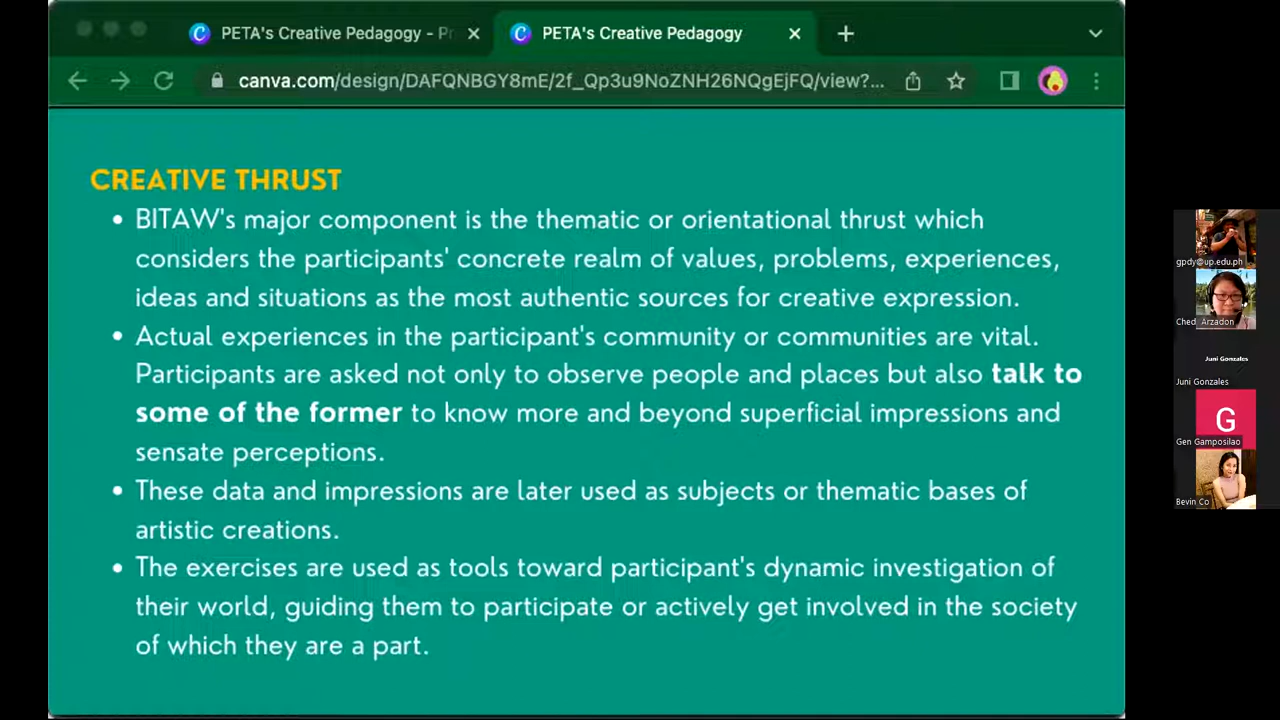 PETA's Creative Pedagogy - Pr
PETA's Creative Pedagogy
canva.com/design/DAFQNBGY8mE/2f_Qp3u9NoZNH26NQgEjFQ/view?...
CREATIVE THRUST
• BITAW's major component is the thematic or orientational thrust which
considers the participants' concrete realm of values, problems, experiences,
ideas and situations as the most authentic sources for creative expression.
• Actual experiences in the participant's community or communities are vital.
Participants are asked not only to observe people and places but also talk to
some of the former to know more and beyond superficial impressions and
sensate perceptions.
• These data and impressions are later used as subjects or thematic bases of
artistic creations.
• The exercises are used as tools toward participant's dynamic investigation of
their world, guiding them to participate or actively get involved in the society
of which they are a part.
gpdy@up.edu.ph
Ched Arzadon
Juni Gonzales
Juni Gonzales
G
Gen Gamposilao
Bevin Co